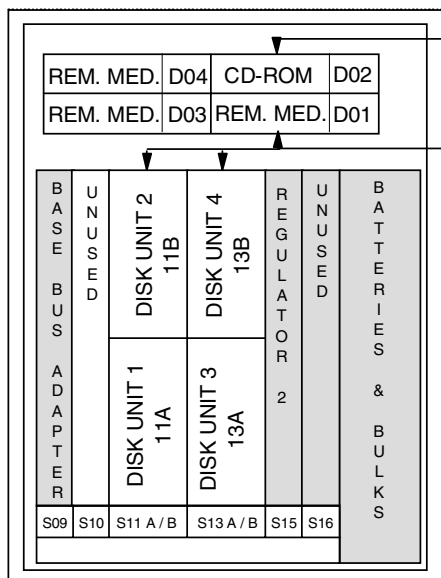 REM. MED. D04 CD-ROM D02
REM. MED. D03 REM. MED. D01
BASE BUS ADAPTER
UNUSED
DISK UNIT 2
11B
DISK UNIT 4
13B
DISK UNIT 1
11A
DISK UNIT 3
13A
REGULATOR 2
UNUSED
BATTERIES & BULKS
S09 S10 S11 A / B S13 A / B S15 S16